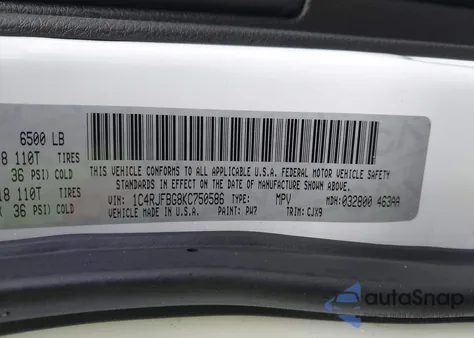 6500 LB
8 110T TIRES
36 PSI) COLD
18 110T TIRES
36 PSI) COLD
THIS VEHICLE CONFORMS TO ALL APPLICABLE U.S.A. FEDERAL MOTOR VEHICLE SAFETY
STANDARDS IN EFFECT ON THE DATE OF MANUFACTURE SHOWN ABOVE.
VIN: 1C4RJFBG8KC750586 TYPE: MPV MDH: 032800 463AA
MADE IN U.S.A. PAINT: PW7 TRIM: CJX9
autoSnap